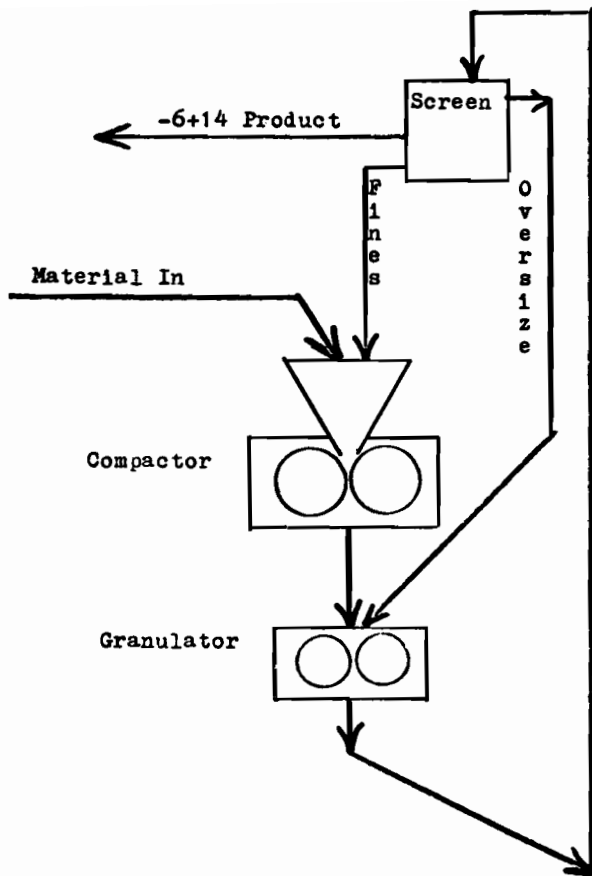 Screen
-6+14 Product
Fines
Oversize
Material In
Compactor
Granulator